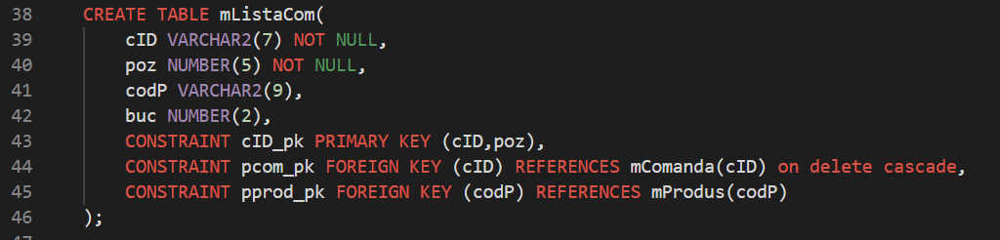 38 CREATE TABLE mListaCom(
39 cID VARCHAR2(7) NOT NULL,
40 poz NUMBER(5) NOT NULL,
41 codP VARCHAR2(9),
42 buc NUMBER(2),
43 CONSTRAINT cID_pk PRIMARY KEY (cID,poz),
44 CONSTRAINT pcom_pk FOREIGN KEY (cID) REFERENCES mComanda(cID) on delete cascade,
45 CONSTRAINT pprod_pk FOREIGN KEY (codP) REFERENCES mProdus(codP)
46 );